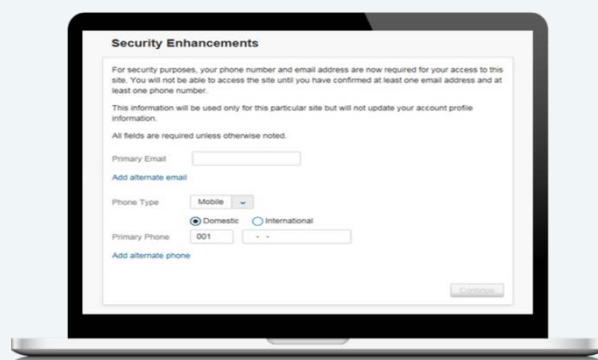 Security Enhancements
For security purposes, your phone number and email address are now required for your access to this
site. You will not be able to access the site until you have confirmed at least one email address and at
least one phone number.
This information will be used only for this particular site but will not update your account profile
information.
All fields are required unless otherwise noted.
Primary Email
Add alternate email
Phone Type Mobile
Domestic International
Primary Phone 001 - -
Add alternate phone
Continue